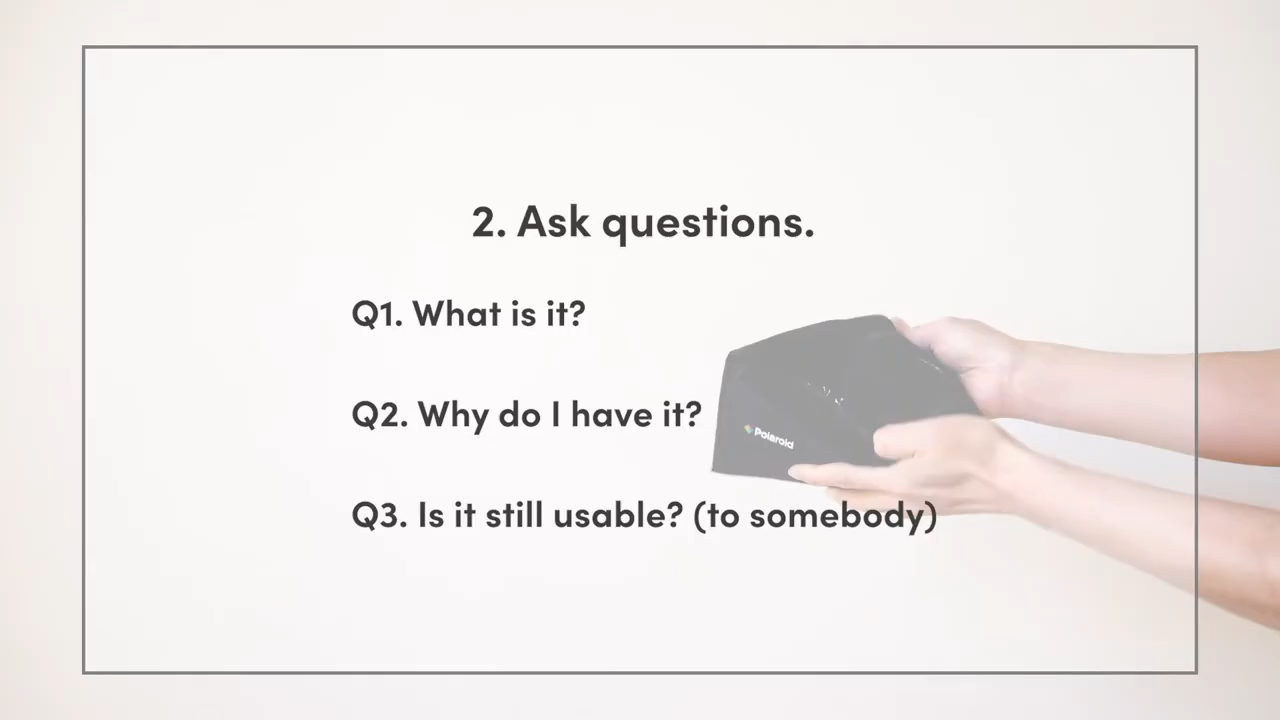 2. Ask questions.
Q1. What is it?
Q2. Why do I have it?
Polaroid
Q3. Is it still usable? (to somebody)